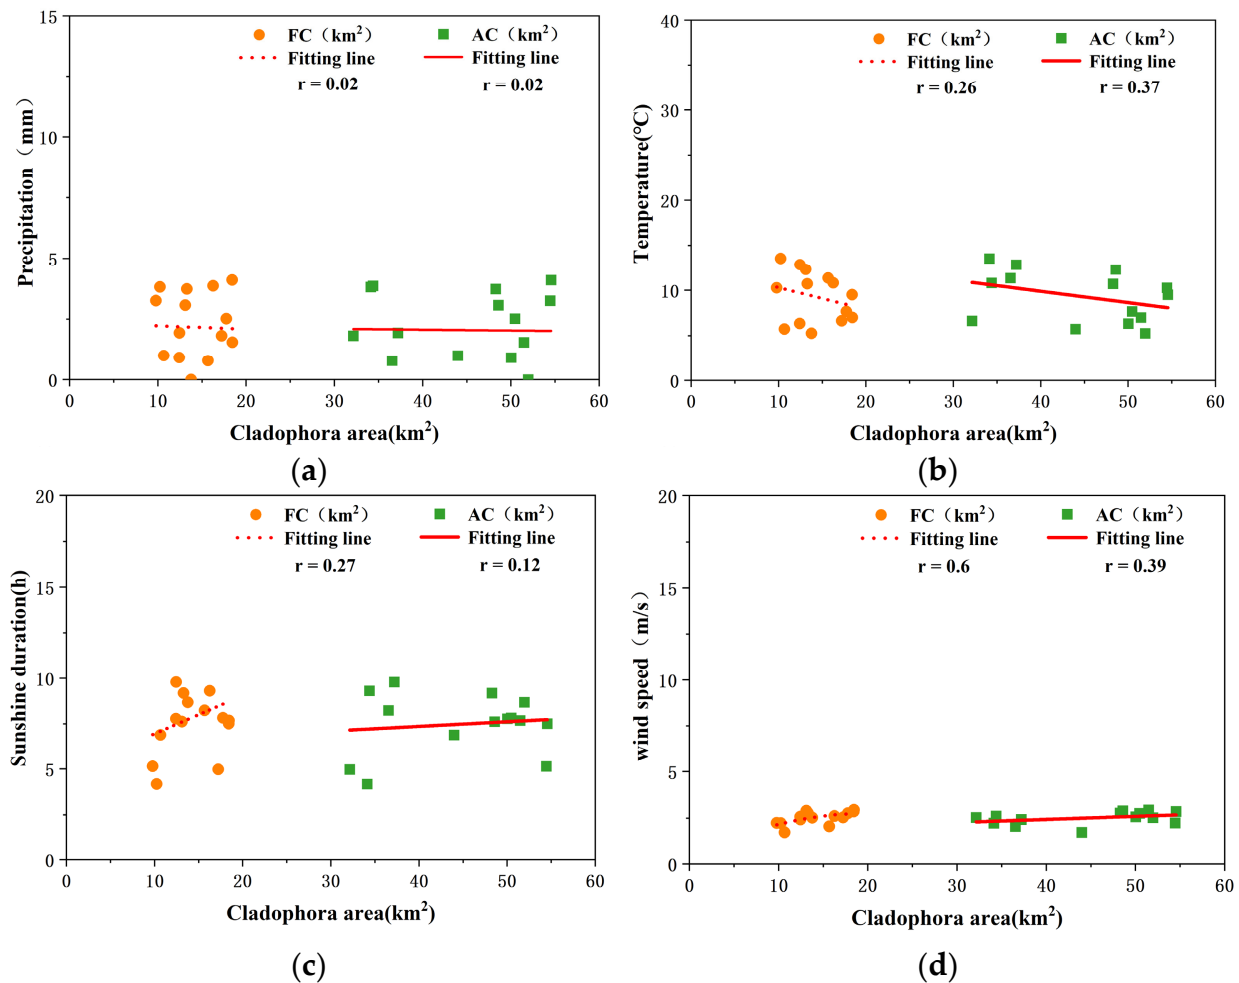 FC（km²） AC（km²）
Fitting line Fitting line
r = 0.02 r = 0.02
Precipitation（mm）
15
10
5
0
0 10 20 30 40 50 60
Cladophora area(km²)
(a)
FC（km²） AC（km²）
Fitting line Fitting line
r = 0.26 r = 0.37
Temperature(℃)
40
30
20
10
0
0 10 20 30 40 50 60
Cladophora area(km²)
(b)
FC（km²） AC（km²）
Fitting line Fitting line
r = 0.27 r = 0.12
Sunshine duration(h)
20
15
10
5
0
0 10 20 30 40 50 60
Cladophora area(km²)
(c)
FC（km²） AC（km²）
Fitting line Fitting line
r = 0.6 r = 0.39
wind speed（m/s）
20
15
10
5
0
0 10 20 30 40 50 60
Cladophora area(km²)
(d)